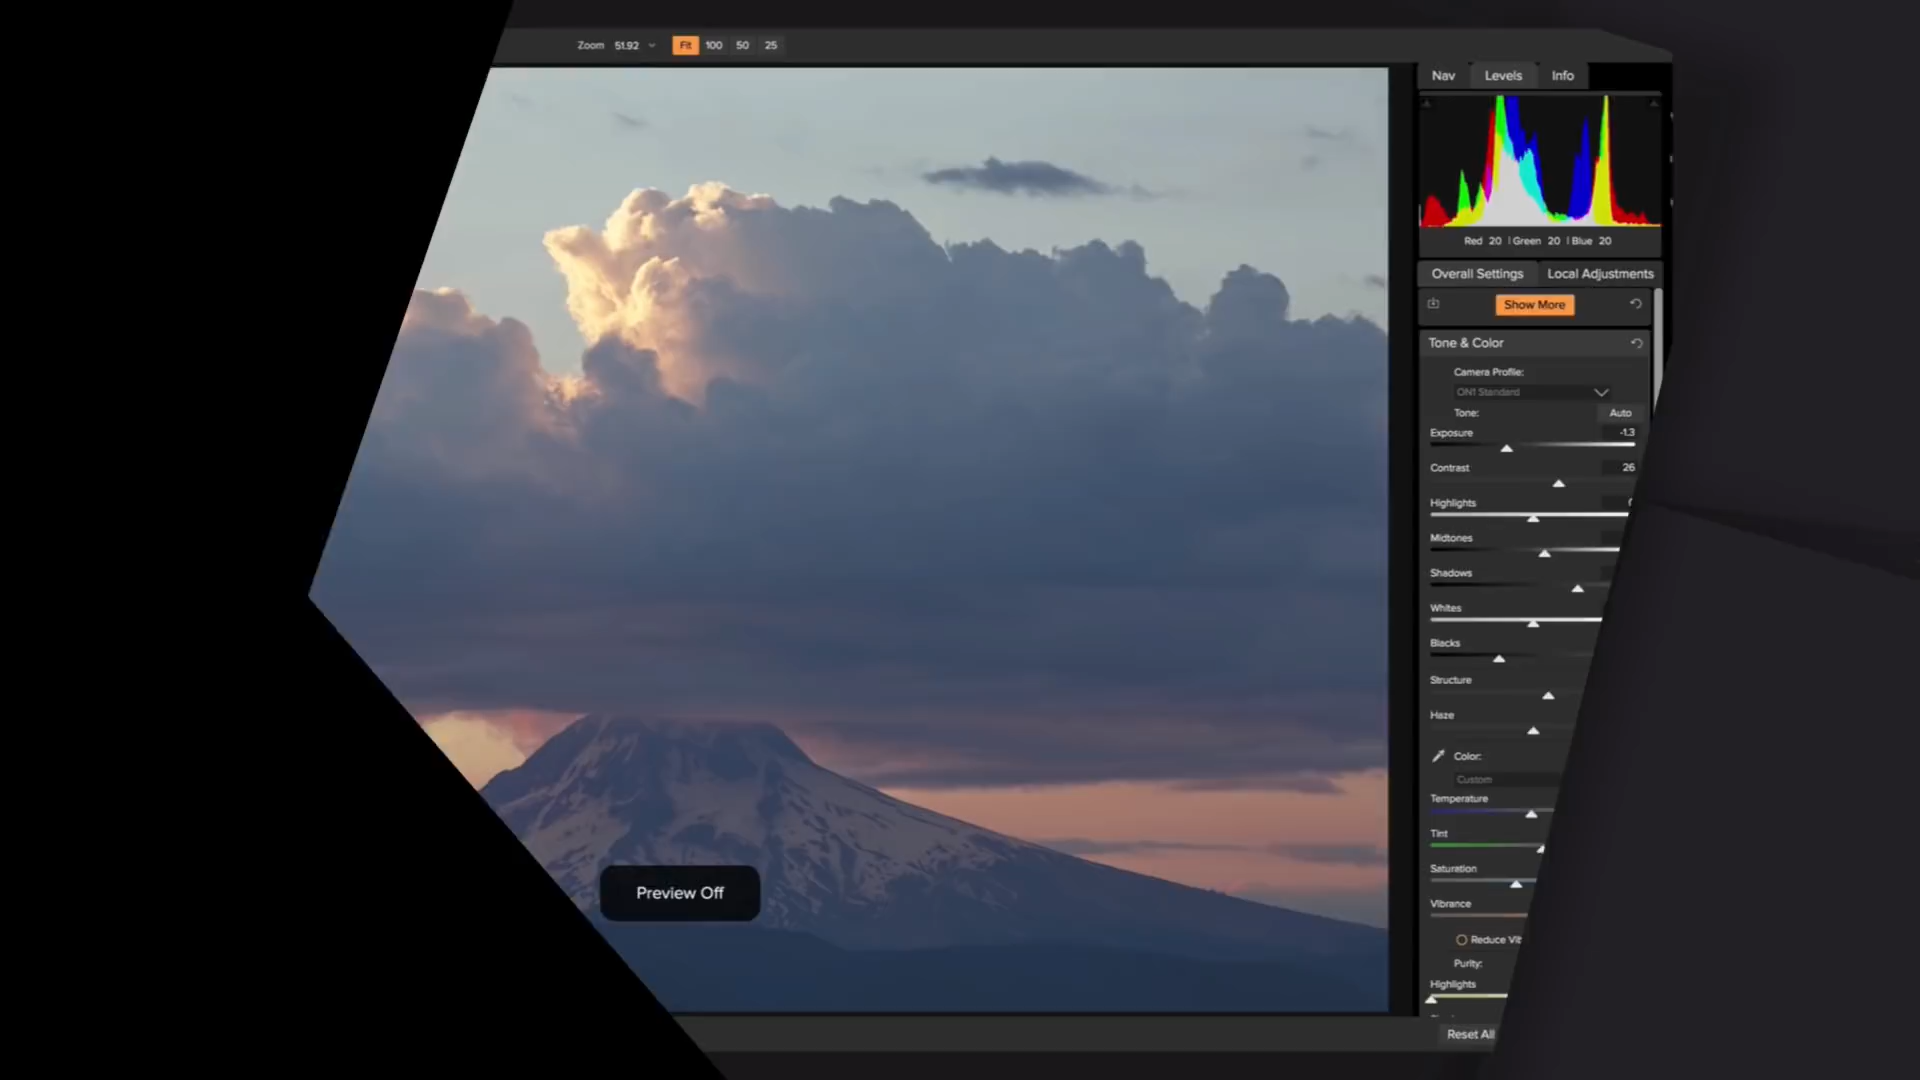 Zoom 51.92 Fit 100 50 25
Nav Levels Info
Red 20 | Green 20 | Blue 20
Overall Settings Local Adjustments
Show More
Tone & Color
Camera Profile:
ON1 Standard
Tone: Auto
Exposure -1.3
Contrast 26
Highlights
Midtones
Shadows
Whites
Blacks
Structure
Haze
Color:
Custom
Temperature
Tint
Saturation
Vibrance
Preview Off
Reduce Vib
Purity:
Highlights
Reset All